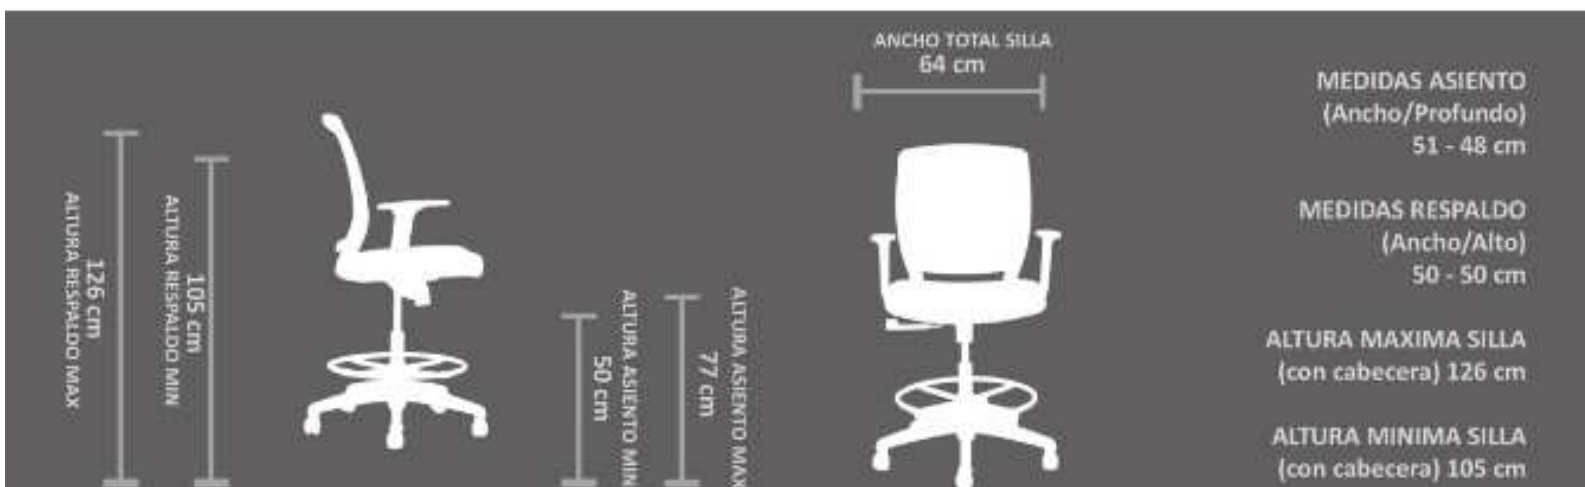 ALTURA RESPALDO MAX
126 cm
ALTURA RESPALDO MIN
105 cm
ALTURA ASIENTO MIN
50 cm
ALTURA ASIENTO MAX
77 cm
ANCHO TOTAL SILLA
64 cm
MEDIDAS ASIENTO
(Ancho/Profundo)
51 - 48 cm
MEDIDAS RESPALDO
(Ancho/Alto)
50 - 50 cm
ALTURA MAXIMA SILLA
(con cabecera) 126 cm
ALTURA MINIMA SILLA
(con cabecera) 105 cm